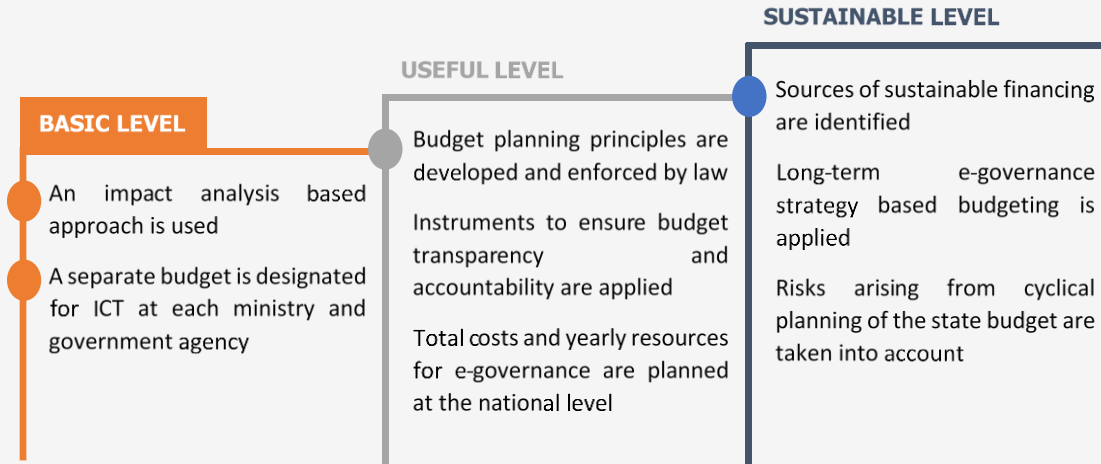 BASIC LEVEL
An impact analysis based
approach is used
A separate budget is designated
for ICT at each ministry and
government agency
USEFUL LEVEL
Budget planning principles are
developed and enforced by law
Instruments to ensure budget
transparency and
accountability are applied
Total costs and yearly resources
for e-governance are planned
at the national level
SUSTAINABLE LEVEL
Sources of sustainable financing
are identified
Long-term e-governance
strategy based budgeting is
applied
Risks arising from cyclical
planning of the state budget are
taken into account